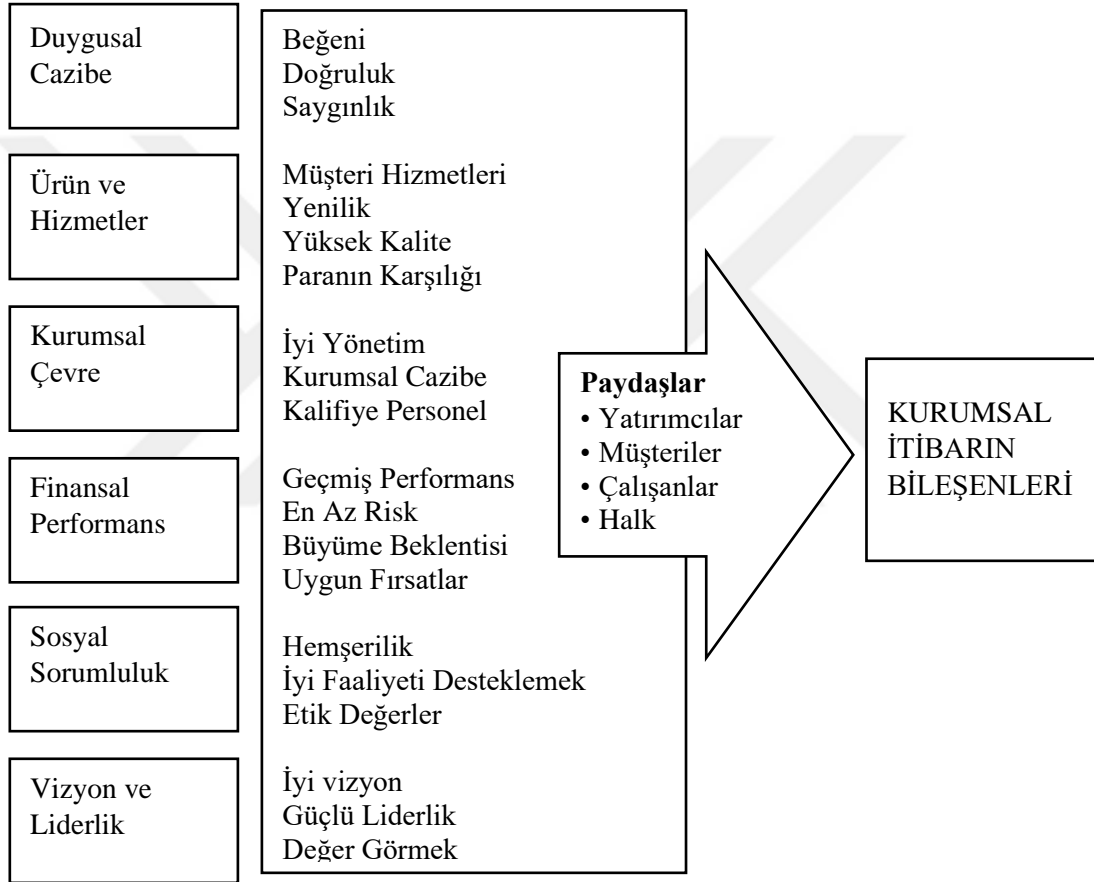 Duygusal
Cazibe
Beğeni
Doğruluk
Saygınlık
Ürün ve
Hizmetler
Müşteri Hizmetleri
Yenilik
Yüksek Kalite
Paranın Karşılığı
Kurumsal
Çevre
İyi Yönetim
Kurumsal Cazibe
Kalifiye Personel
Finansal
Performans
Geçmiş Performans
En Az Risk
Büyüme Beklentisi
Uygun Fırsatlar
Sosyal
Sorumluluk
Hemşerilik
İyi Faaliyeti Desteklemek
Etik Değerler
Vizyon ve
Liderlik
İyi vizyon
Güçlü Liderlik
Değer Görmek
Paydaşlar
• Yatırımcılar
• Müşteriler
• Çalışanlar
• Halk
KURUMSAL
İTİBARIN
BİLEŞENLERİ